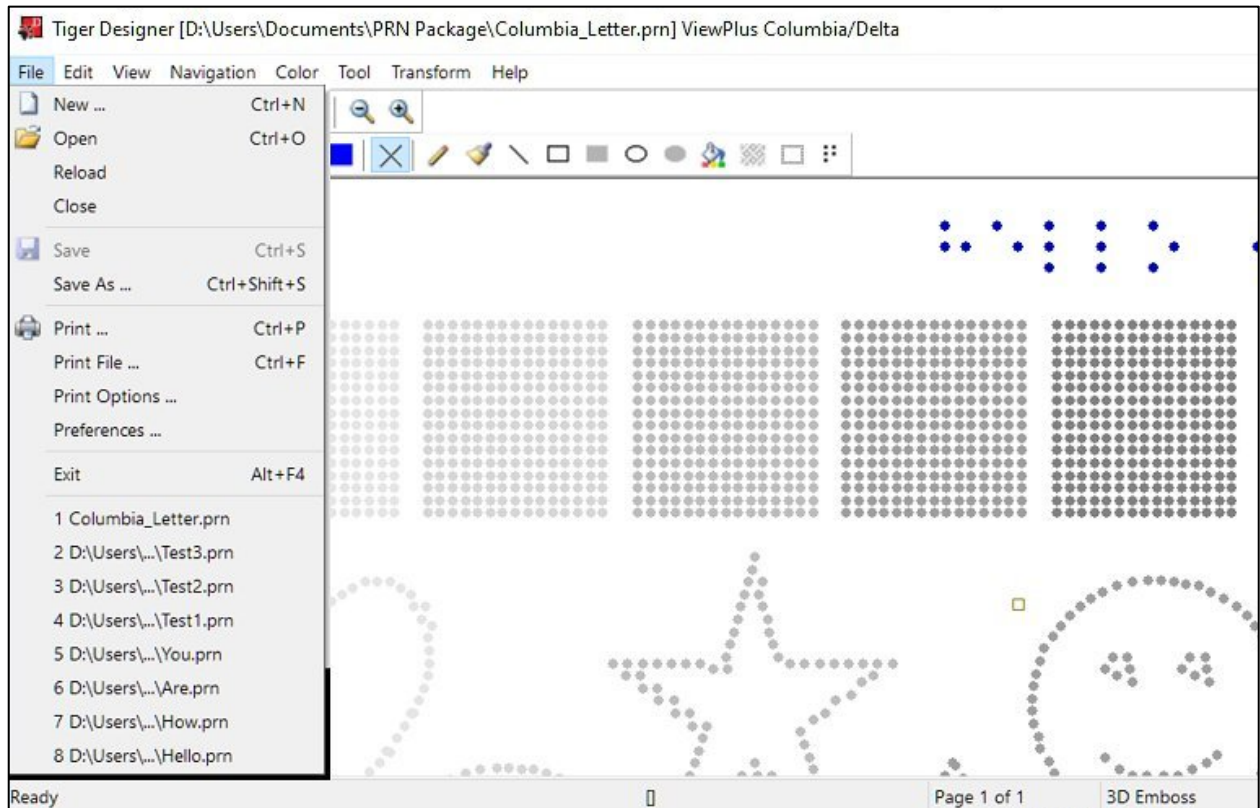 Tiger Designer [D:\Users\Documents\PRN Package\Columbia_Letter.prn] ViewPlus Columbia/Delta
File Edit View Navigation Color Tool Transform Help
New ... Ctrl+N
Open Ctrl+O
Reload
Close
Save Ctrl+S
Save As ... Ctrl+Shift+S
Print ... Ctrl+P
Print File ... Ctrl+F
Print Options ...
Preferences ...
Exit Alt+F4
1 Columbia_Letter.prn
2 D:\Users\...\Test3.prn
3 D:\Users\...\Test2.prn
4 D:\Users\...\Test1.prn
5 D:\Users\...\You.prn
6 D:\Users\...\Are.prn
7 D:\Users\...\How.prn
8 D:\Users\...\Hello.prn
Ready [] Page 1 of 1 3D Emboss